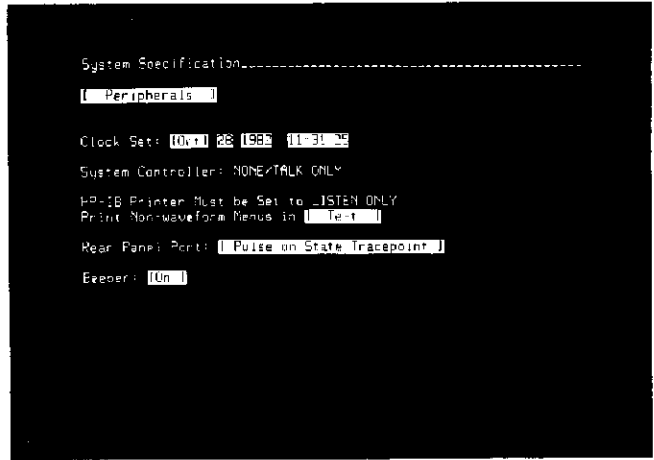 System Specification
[ Peripherals ]
Clock Set: [Oct] 28 1983 11:31:25
System Controller: NONE/TALK ONLY
HP-IB Printer Must be Set to LISTEN ONLY
Print Non-waveform Menus in [ Text ]
Rear Panel Port: [ Pulse on State Tracepoint ]
Beeper: [On ]